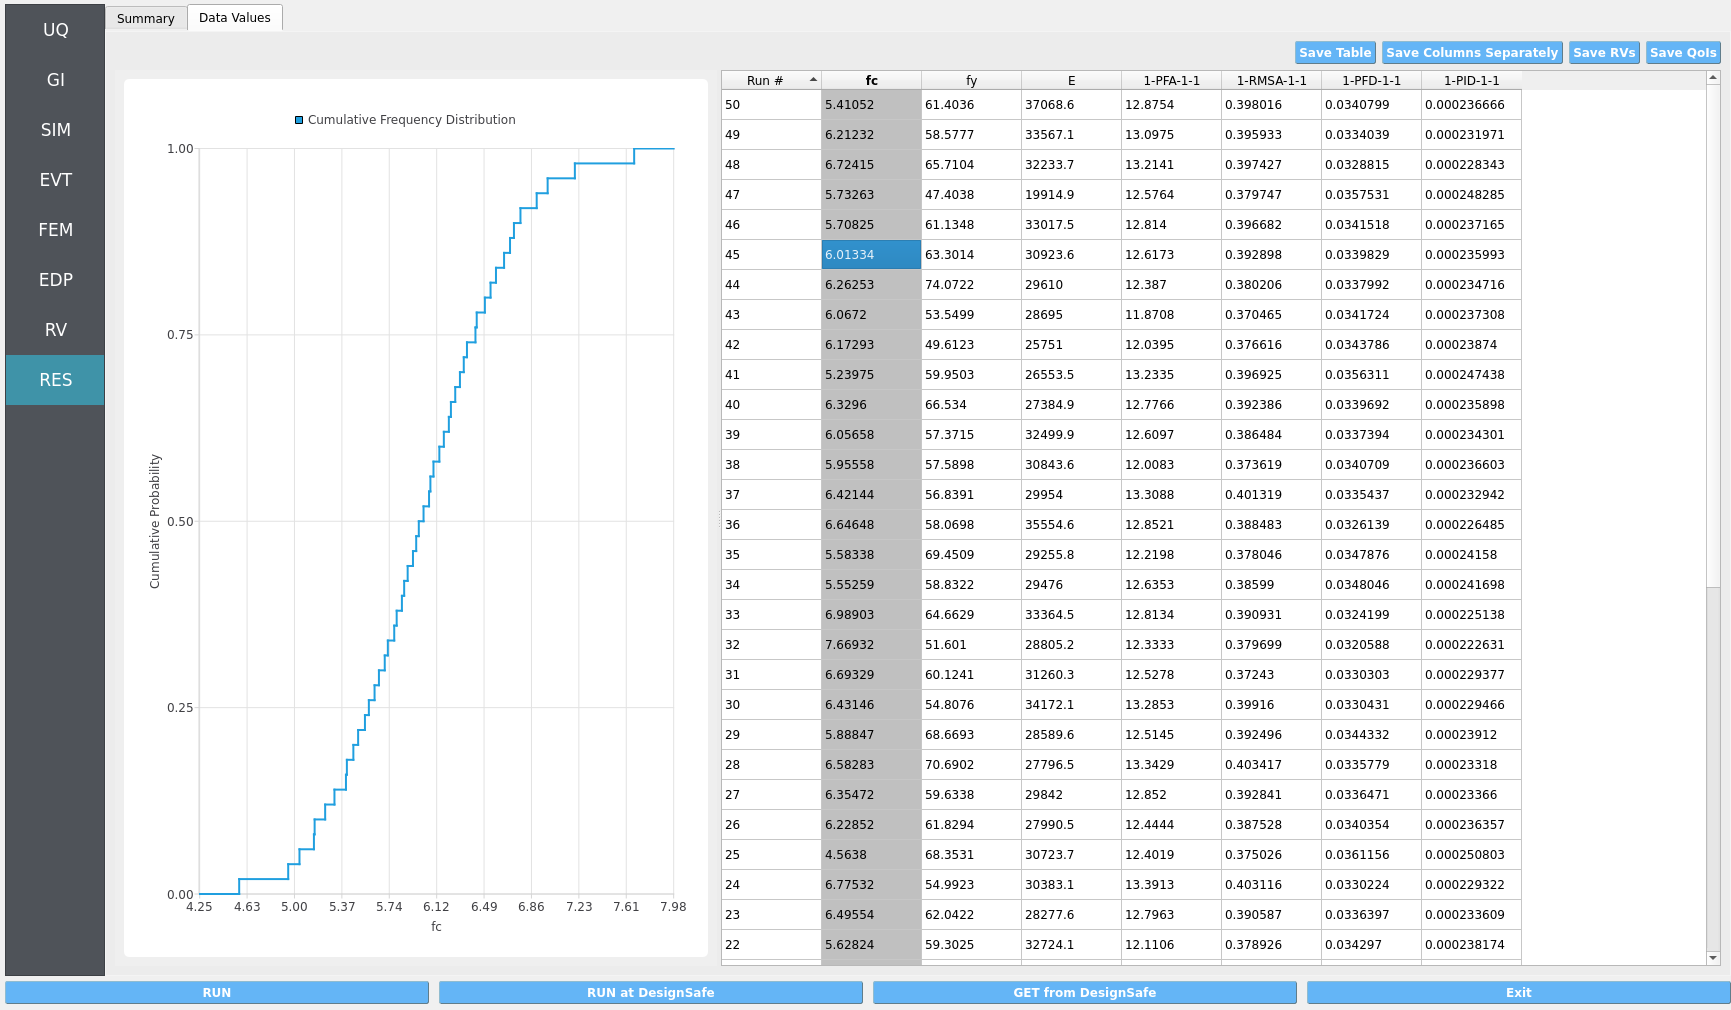 UQ
GI
SIM
EVT
FEM
EDP
RV
RES
Summary
Data Values
Save Table Save Columns Separately Save RVs Save QoIs
Cumulative Frequency Distribution
1.00
0.75
0.50
0.25
0.00
Cumulative Probability
4.25 4.63 5.00 5.37 5.74 6.12 6.49 6.86 7.23 7.61 7.98
fc
Run # fc fy E 1-PFA-1-1 1-RMSA-1-1 1-PFD-1-1 1-PID-1-1
50 5.41052 61.4036 37068.6 12.8754 0.398016 0.0340799 0.000236666
49 6.21232 58.5777 33567.1 13.0975 0.395933 0.0334039 0.000231971
48 6.72415 65.7104 32233.7 13.2141 0.397427 0.0328815 0.000228343
47 5.73263 47.4038 19914.9 12.5764 0.379747 0.0357531 0.000248285
46 5.70825 61.1348 33017.5 12.814 0.396682 0.0341518 0.000237165
45 6.01334 63.3014 30923.6 12.6173 0.392898 0.0339829 0.000235993
44 6.26253 74.0722 29610 12.387 0.380206 0.0337992 0.000234716
43 6.0672 53.5499 28695 11.8708 0.370465 0.0341724 0.000237308
42 6.17293 49.6123 25751 12.0395 0.376616 0.0343786 0.00023874
41 5.23975 59.9503 26553.5 13.2335 0.396925 0.0356311 0.000247438
40 6.3296 66.534 27384.9 12.7766 0.392386 0.0339692 0.000235898
39 6.05658 57.3715 32499.9 12.6097 0.386484 0.0337394 0.000234301
38 5.95558 57.5898 30843.6 12.0083 0.373619 0.0340709 0.000236603
37 6.42144 56.8391 29954 13.3088 0.401319 0.0335437 0.000232942
36 6.64648 58.0698 35554.6 12.8521 0.388483 0.0326139 0.000226485
35 5.58338 69.4509 29255.8 12.2198 0.378046 0.0347876 0.00024158
34 5.55259 58.8322 29476 12.6353 0.38599 0.0348046 0.000241698
33 6.98903 64.6629 33364.5 12.8134 0.390931 0.0324199 0.000225138
32 7.66932 51.601 28805.2 12.3333 0.379699 0.0320588 0.000222631
31 6.69329 60.1241 31260.3 12.5278 0.37243 0.0330303 0.000229377
30 6.43146 54.8076 34172.1 13.2853 0.39916 0.0330431 0.000229466
29 5.88847 68.6693 28589.6 12.5145 0.392496 0.0344332 0.00023912
28 6.58283 70.6902 27796.5 13.3429 0.403417 0.0335779 0.00023318
27 6.35472 59.6338 29842 12.852 0.392841 0.0336471 0.00023366
26 6.22852 61.8294 27990.5 12.4444 0.387528 0.0340354 0.000236357
25 4.5638 68.3531 30723.7 12.4019 0.375026 0.0361156 0.000250803
24 6.77532 54.9923 30383.1 13.3913 0.403116 0.0330224 0.000229322
23 6.49554 62.0422 28277.6 12.7963 0.390587 0.0336397 0.000233609
22 5.62824 59.3025 32724.1 12.1106 0.378926 0.034297 0.000238174
RUN
RUN at DesignSafe
GET from DesignSafe
Exit